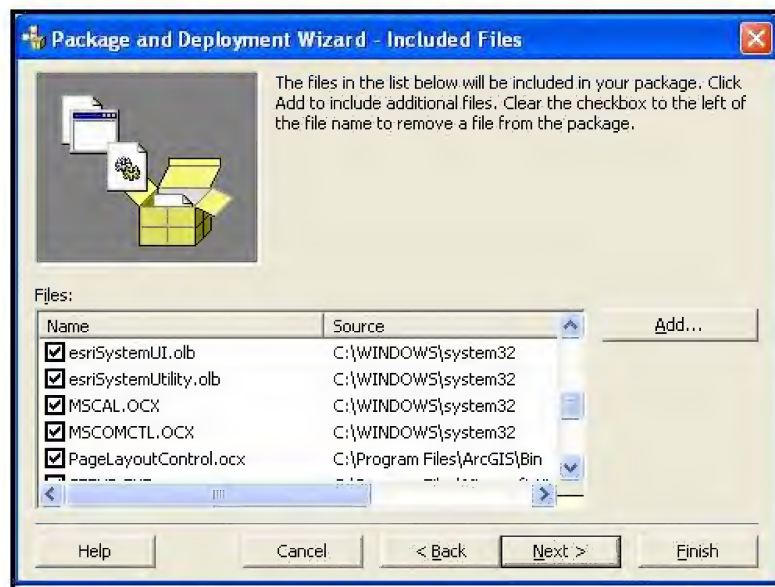 Package and Deployment Wizard - Included Files
The files in the list below will be included in your package. Click
Add to include additional files. Clear the checkbox to the left of
the file name to remove a file from the package.
Files:
Name Source
esriSystemUI.olb C:\WINDOWS\system32
esriSystemUtility.olb C:\WINDOWS\system32
MSCAL.OCX C:\WINDOWS\system32
MSCOMCTL.OCX C:\WINDOWS\system32
PageLayoutControl.ocx C:\Program Files\ArcGIS\Bin
Add...
Help Cancel < Back Next > Finish